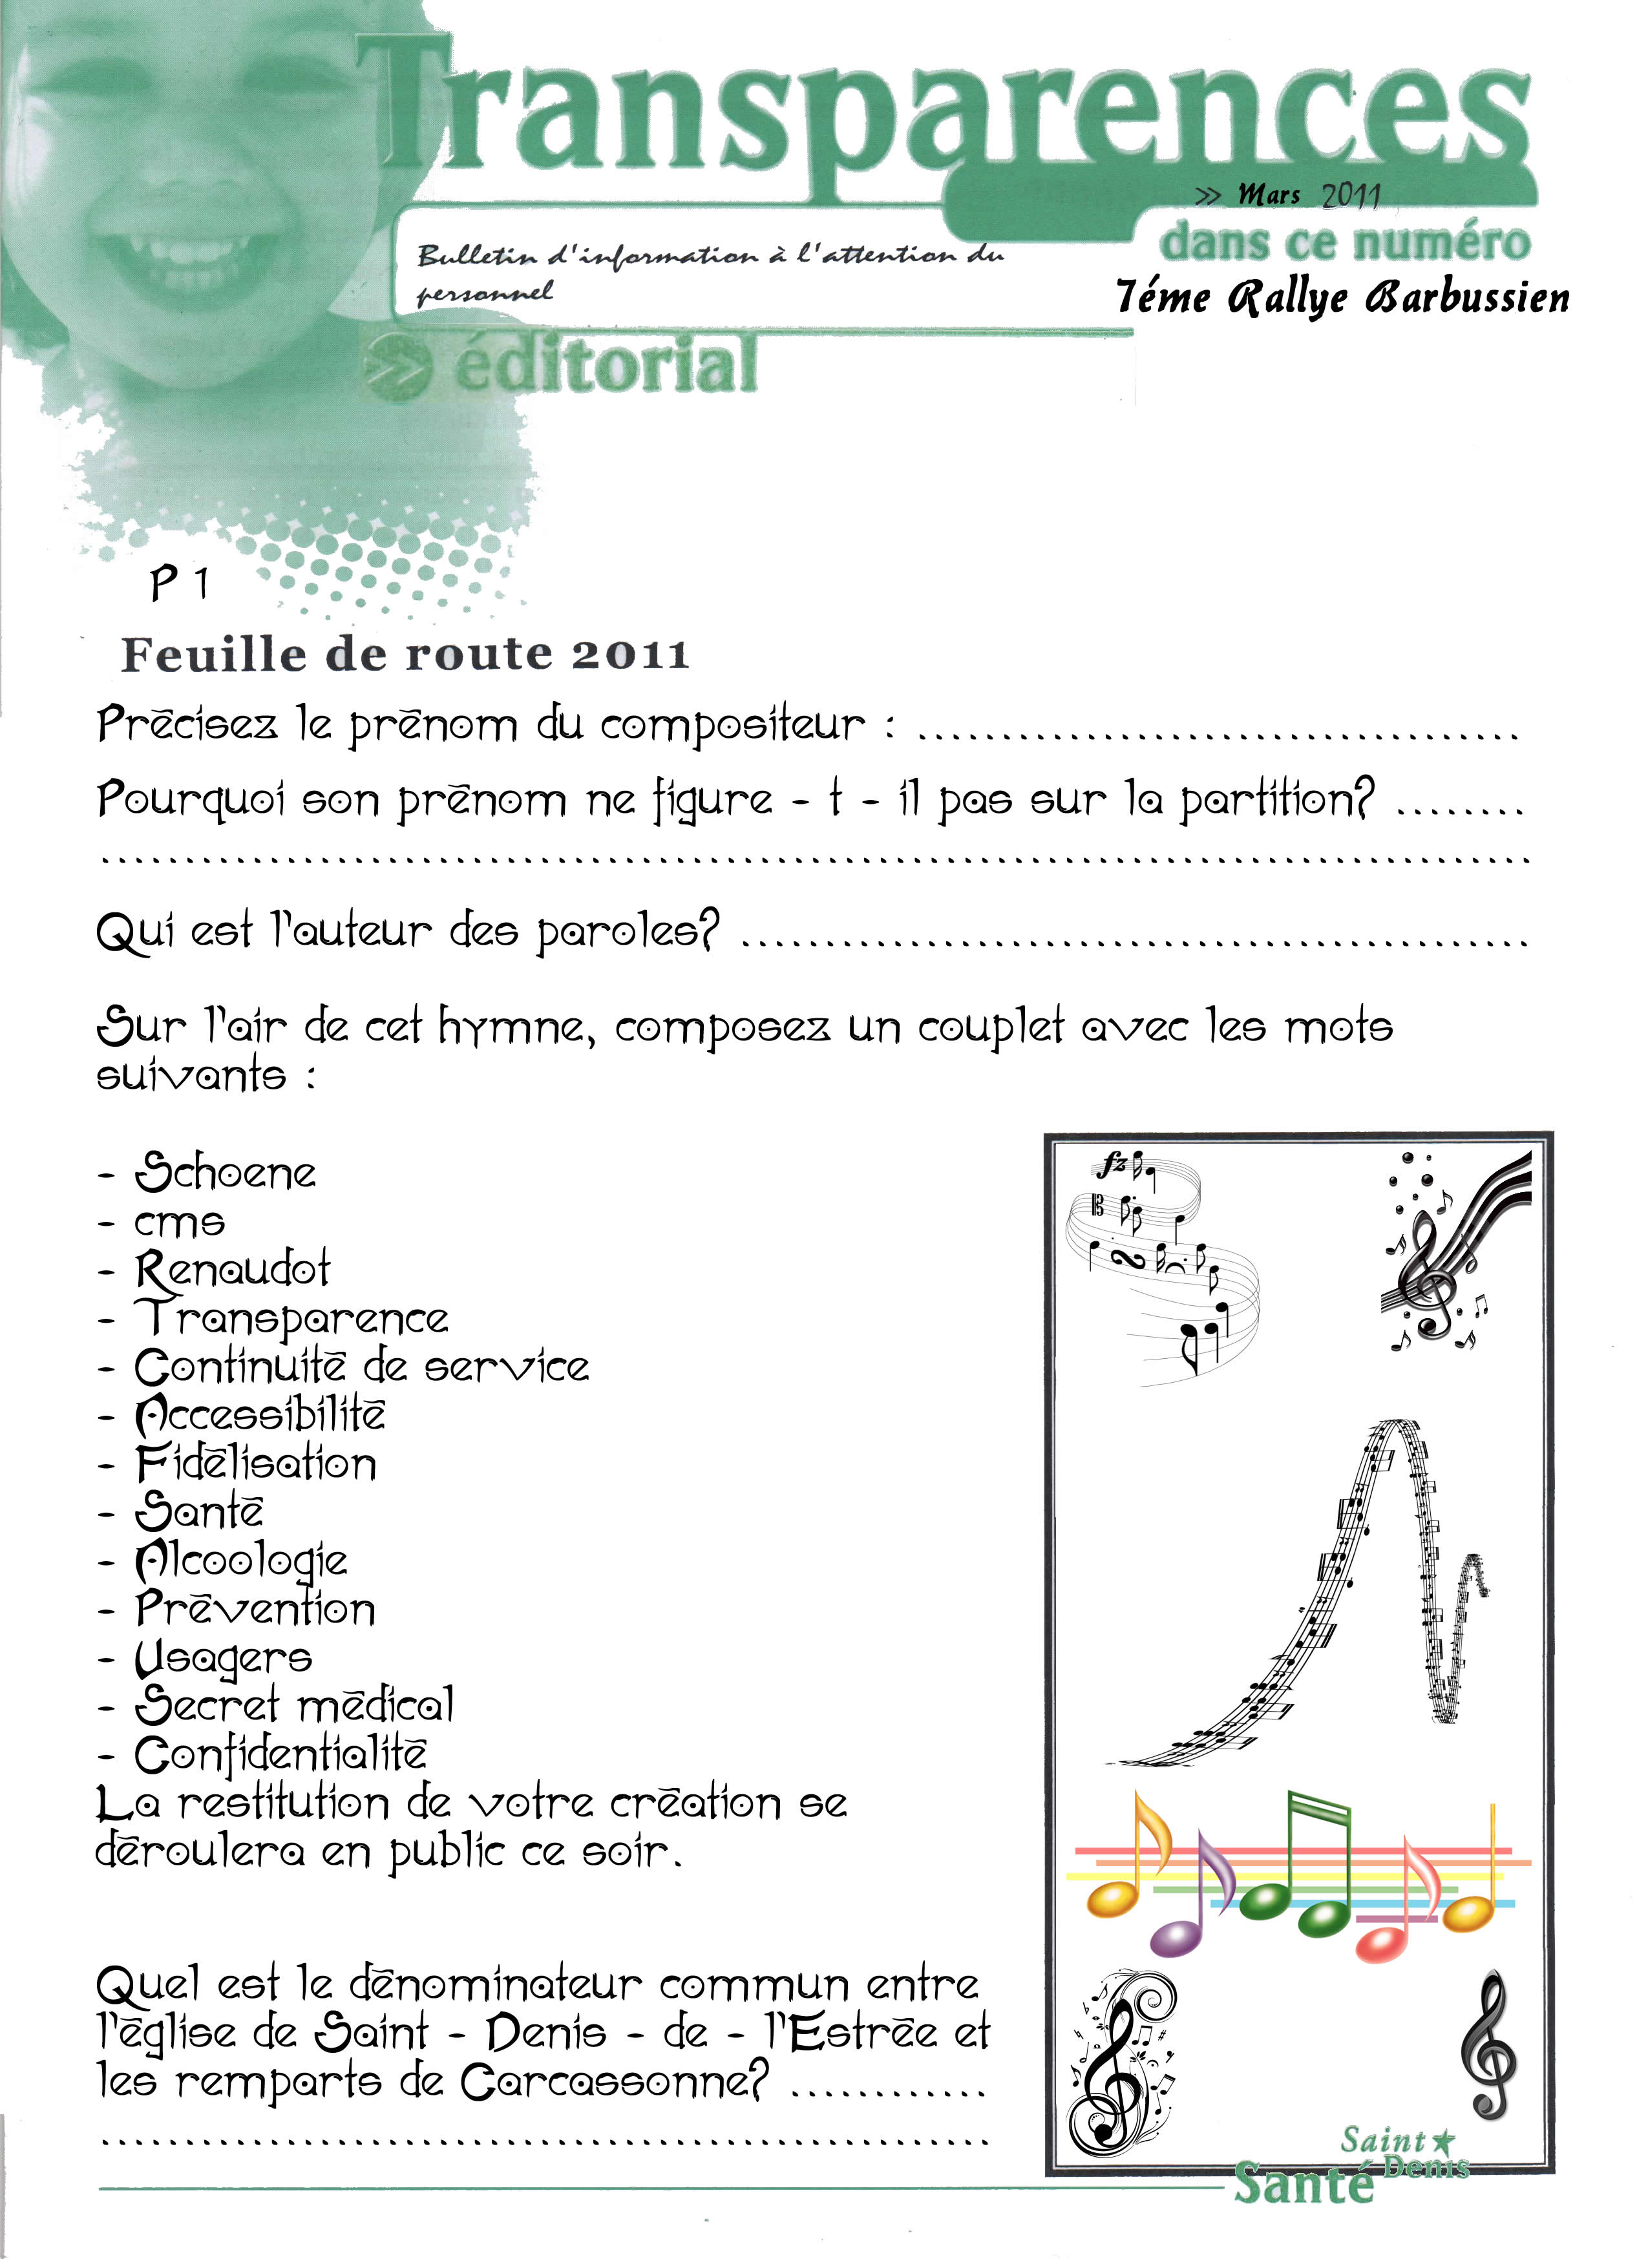 Transparences
>> Mars 2011
dans ce numéro
7éme Rallye Barbussien
Bulletin d'information à l'attention du
personnel
>> éditorial
P 1
Feuille de route 2011
Précisez le prénom du compositeur : ....................................
Pourquoi son prénom ne figure - t - il pas sur la partition? ........
......................................................................................
Qui est l'auteur des paroles? ...............................................
Sur l'air de cet hymne, composez un couplet avec les mots
suivants :
- Schoene
- cms
- Renaudot
- Transparence
- Continuité de service
- Accessibilité
- Fidélisation
- Santé
- Alcoologie
- Prévention
- Usagers
- Secret médical
- Confidentialité
La restitution de votre création se
déroulera en public ce soir.
Quel est le dénominateur commun entre
l'église de Saint - Denis - de - l'Estrée et
les remparts de Carcassonne? ............
.....................................................
fz
Saint
Denis
Santé